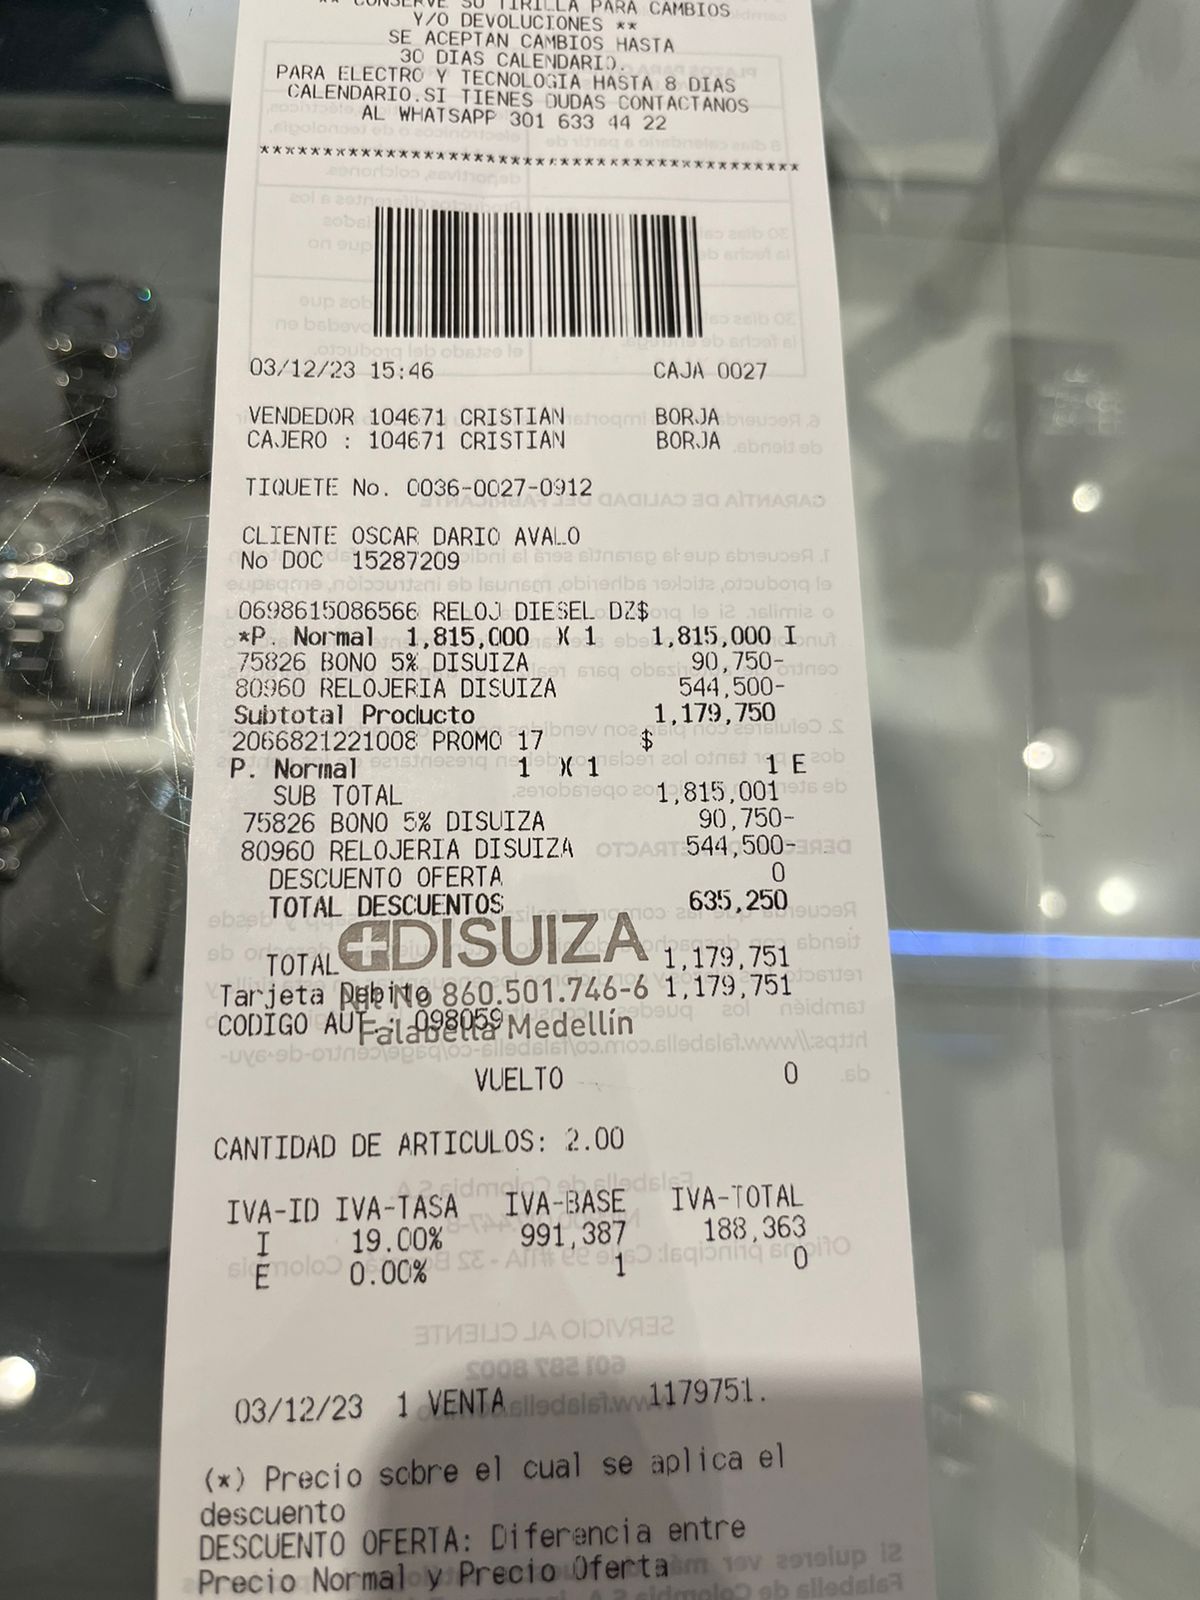 ** CONSERVE SU TIRILLA PARA CAMBIOS
Y/O DEVOLUCIONES **
SE ACEPTAN CAMBIOS HASTA
30 DIAS CALENDARIO.
PARA ELECTRO Y TECNOLOGIA HASTA 8 DIAS
CALENDARIO.SI TIENES DUDAS CONTACTANOS
AL WHATSAPP 301 633 44 22
03/12/23 15:46 CAJA 0027
VENDEDOR 104671 CRISTIAN BORJA
CAJERO : 104671 CRISTIAN BORJA
TIQUETE No. 0036-0027-0912
CLIENTE OSCAR DARIO AVALO
No DOC 15287209
0698615086566 RELOJ DIESEL DZ$
*P. Normal 1,815,000 X 1 1,815,000 I
75826 BONO 5% DISUIZA 90,750-
80960 RELOJERIA DISUIZA 544,500-
Subtotal Producto 1,179,750
2066821221008 PROMO 17 $
P. Normal 1 X 1 1 E
SUB TOTAL 1,815,001
75826 BONO 5% DISUIZA 90,750-
80960 RELOJERIA DISUIZA 544,500-
DESCUENTO OFERTA 0
TOTAL DESCUENTOS 635,250
DISUIZA
TOTAL 1,179,751
Tarjeta Debito 1,179,751
Nit No 860.501.746-6
CODIGO AUT.: 098059
Falabella Medellín
VUELTO 0
CANTIDAD DE ARTICULOS: 2.00
IVA-ID IVA-TASA IVA-BASE IVA-TOTAL
I 19.00% 991,387 188,363
E 0.00% 1 0
03/12/23 1 VENTA 1179751.
(*) Precio sobre el cual se aplica el
descuento
DESCUENTO OFERTA: Diferencia entre
Precio Normal y Precio Oferta